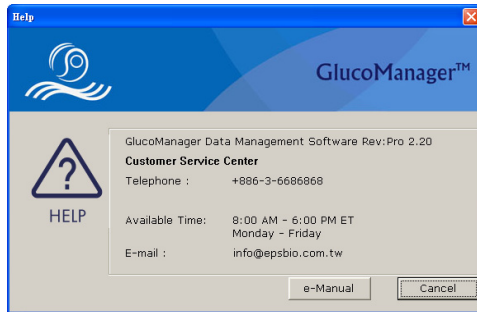 Help
GlucoManager™
GlucoManager Data Management Software Rev:Pro 2.20
Customer Service Center
Telephone : +886-3-6686868
HELP
Available Time: 8:00 AM - 6:00 PM ET
Monday - Friday
E-mail : info@epsbio.com.tw
e-Manual Cancel